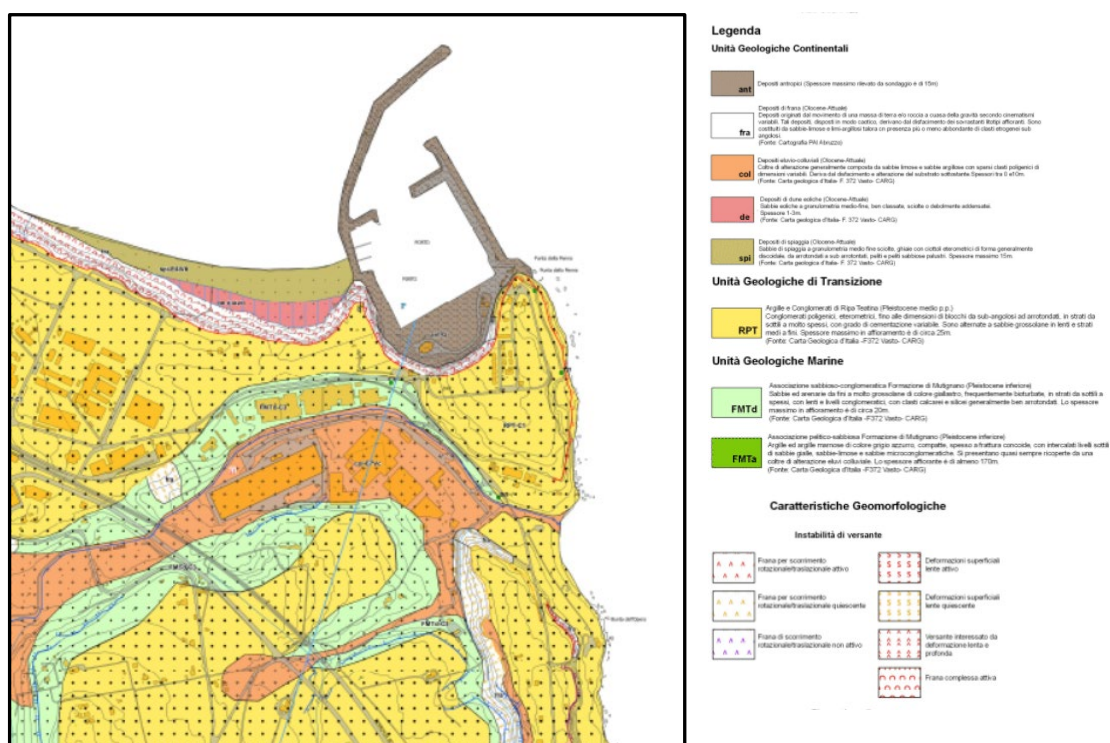 Legenda
Unità Geologiche Continentali
ant
Depositi antropici (Spessore massimo rilevato da sondaggio è di 15m)
fra
Depositi di frana (Olocene-Attuale)
Depositi originati dal movimento di una massa di terra e/o roccia a causa della gravità secondo cinematismi
variabili. Tali depositi, disposti in modo caotico, derivano dal disfacimento dei sovrastanti litotipi affioranti. Sono
costituiti da sabbie-limose e limi-argillosi talora con presenza più o meno abbondante di clasti etrogenei sub
angolosi.
(Fonte: Cartografia PAI Abruzzo)
col
Depositi eluvio-colluviali (Olocene-Attuale)
Coltre di alterazione generalmente composta da sabbie limose e sabbie argillose con sparsi clasti poligenici di
dimensioni variabili. Deriva dal disfacimento e alterazione del substrato sottostante. Spessori tra 0 e10m.
(Fonte: Carta geologica d'Italia- F. 372 Vasto- CARG)
de
Depositi di dune eoliche (Olocene-Attuale)
Sabbie eoliche a granulometria medio-fine, ben classate, sciolte o debolmente addensate.
Spessore 1-3m.
(Fonte: Carta geologica d'Italia- F. 372 Vasto- CARG)
spi
Depositi di spiaggia (Olocene-Attuale)
Sabbie di spiaggia a granulometria medio fine sciolte, ghiaie con ciottoli eterometrici di forma generalmente
discoidale, da arrotondati a sub arrotondati, peliti e peliti sabbiose palustri. Spessore massimo 15m.
(Fonte: Carta geologica d'Italia- F. 372 Vasto- CARG)
Unità Geologiche di Transizione
RPT
Argille e Conglomerati di Ripa Teatina (Pleistocene medio p.p.)
Conglomerati poligenici, eterometrici, fino alle dimensioni di blocchi da sub-angolosi ad arrotondati, in strati da
sottili a molto spessi, con grado di cementazione variabile. Sono alternate a sabbie grossolane in lenti e strati
medi a fini. Spessore massimo in affioramento è di circa 25m.
(Fonte: Carta Geologica d'Italia -F372 Vasto- CARG)
Unità Geologiche Marine
FMTd
Associazione sabbioso-conglomeratica Formazione di Mutignano (Pleistocene inferiore)
Sabbie ed arenarie da fini a molto grossolane di colore giallastro, frequentemente bioturbate, in strati da sottili a
spessi, con lenti e livelli conglomeratici, con clasti calcarei e silicei generalmente ben arrotondati. Lo spessore
massimo in affioramento è di circa 20m.
(Fonte: Carta Geologica d'Italia -F372 Vasto- CARG)
FMTa
Associazione pelitico-sabbiosa Formazione di Mutignano (Pleistocene inferiore)
Argille ed argille marnose di colore grigio azzurro, compatte, spesso a frattura concoide, con intercalati livelli sottili
di sabbie gialle, sabbie-limose e sabbie microconglomeratiche. Si presentano quasi sempre ricoperte da una
coltre di alterazione eluvi colluviale. Lo spessore affiorante è di almeno 170m.
(Fonte: Carta Geologica d'Italia -F372 Vasto- CARG)
Caratteristiche Geomorfologiche
Instabilità di versante
Frana per scorrimento
rotazionale/traslazionale attivo
Deformazioni superficiali
lente attivo
Frana per scorrimento
rotazionale/traslazionale quiescente
Deformazioni superficiali
lente quiescente
Frana di scorrimento
rotazionale/traslazionale non attivo
Versante interessato da
deformazione lenta e
profonda
Frana complessa attiva
PORTO
PORTO
Punta della Penna
Punta della Penna